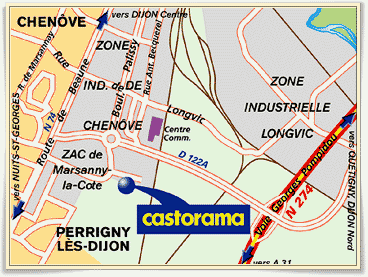 CHENÔVE
vers DIJON Centre
R. de Marsannay
Rue
ZONE
IND. de
CHENÔVE
Boul. Palissy
Rue Ant. Becquerel
Longvic
Centre
Comm.
ZONE
INDUSTRIELLE
LONGVIC
vers NUITS-ST-GEORGES
N 74
Route de Beaune
ZAC de
Marsannay-
la-Cote
D 122A
Voie Georges Pompidou
N 274
vers QUETIGNY DIJON Nord
castorama
PERRIGNY
LÈS-DIJON
vers A 31